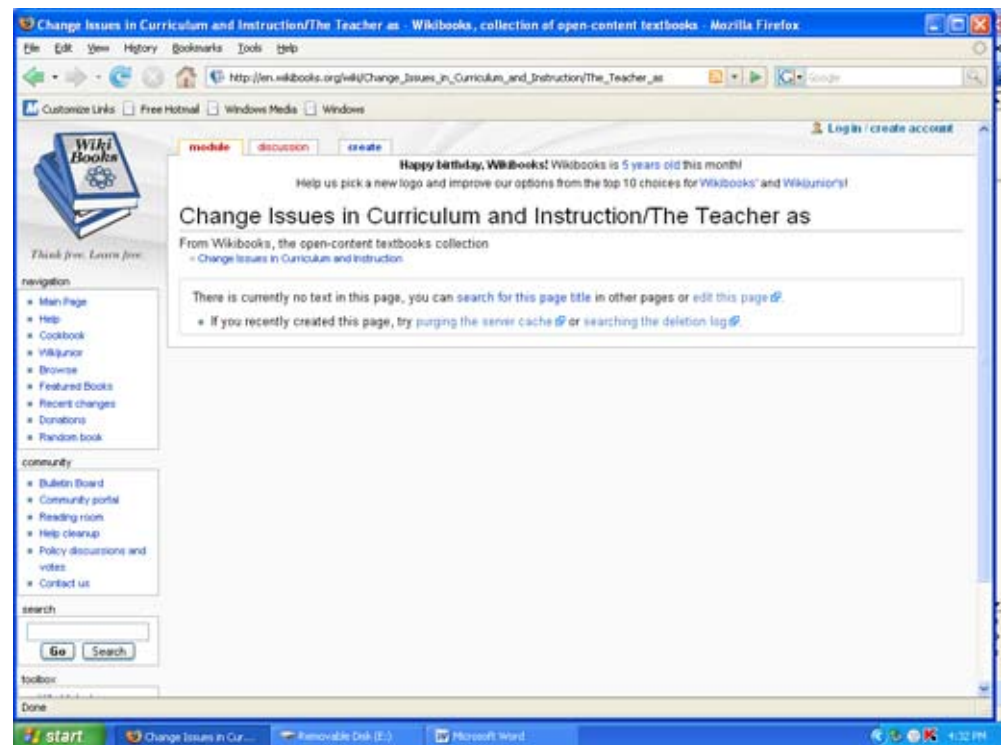 Change Issues in Curriculum and Instruction/The Teacher as - Wikibooks, collection of open-content textbooks - Mozilla Firefox
File Edit View History Bookmarks Tools Help
http://en.wikibooks.org/wiki/Change_Issues_in_Curriculum_and_Instruction/The_Teacher_as
Google
Customize Links Free Hotmail Windows Media Windows
Log in / create account
Wiki
Books
Think free. Learn free.
module discussion create
Happy birthday, Wikibooks! Wikibooks is 5 years old this month!
Help us pick a new logo and improve our options from the top 10 choices for Wikibooks' and Wikijunior's!
Change Issues in Curriculum and Instruction/The Teacher as
From Wikibooks, the open-content textbooks collection
< Change Issues in Curriculum and Instruction
There is currently no text in this page, you can search for this page title in other pages or edit this page.
If you recently created this page, try purging the server cache or searching the deletion log.
navigation
Main Page
Help
Cookbook
Wikijunior
Browse
Featured Books
Recent changes
Donations
Random book
community
Bulletin Board
Community portal
Reading room
Help cleanup
Policy discussions and
votes
Contact us
search
Go Search
toolbox
Done
start Change Issues in Cur... Removable Disk (E:) Microsoft Word 4:32 PM